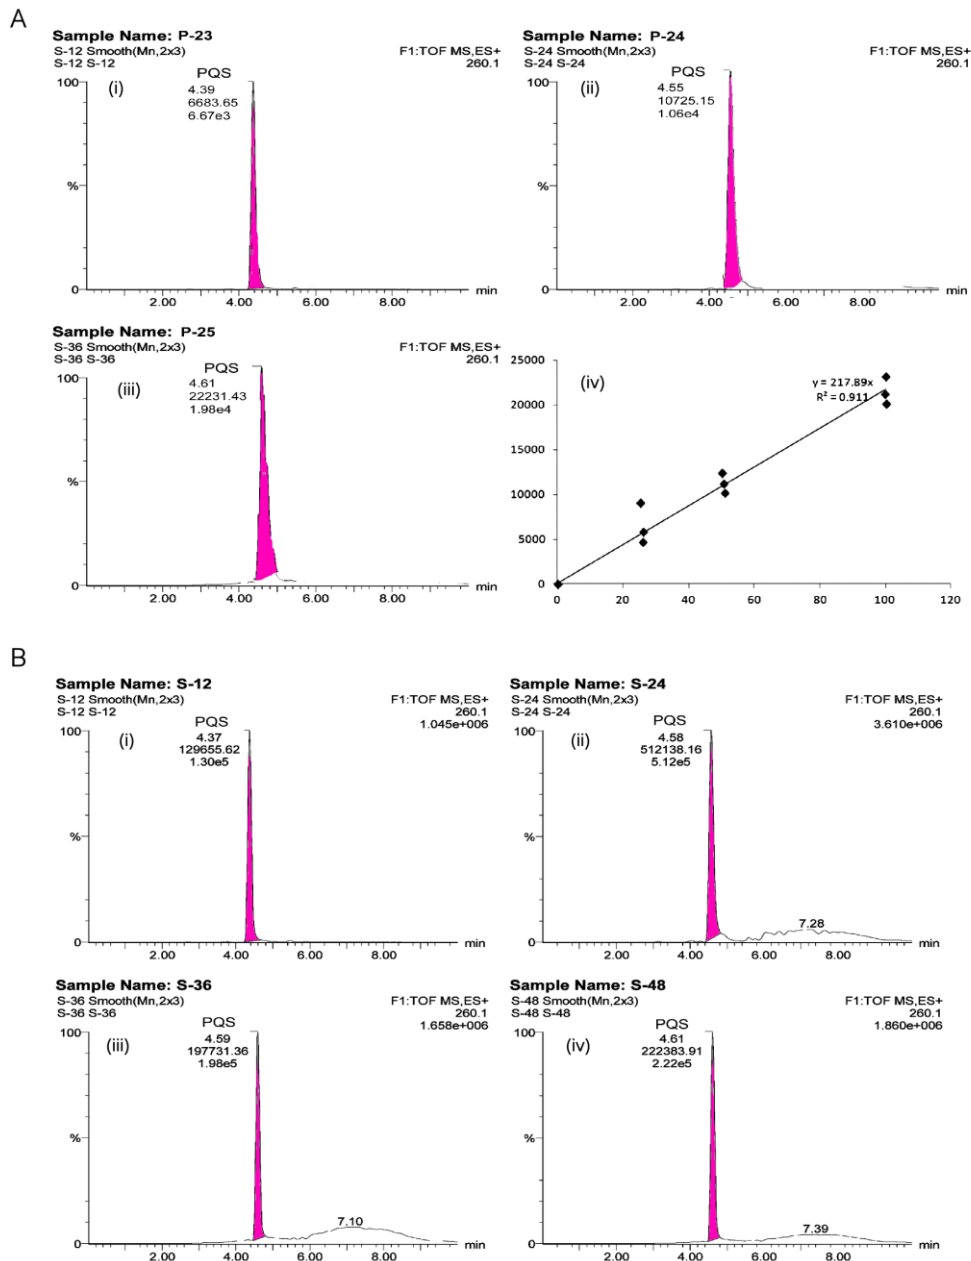 A
Sample Name: P-23
S-12 Smooth(Mn,2x3)
S-12 S-12
F1:TOF MS,ES+
260.1
PQS
4.39
6683.65
6.67e3
(i)
100
%
0
2.00 4.00 6.00 8.00 min
Sample Name: P-24
S-24 Smooth(Mn,2x3)
S-24 S-24
F1:TOF MS,ES+
260.1
PQS
4.55
10725.15
1.06e4
(ii)
100
%
0
2.00 4.00 6.00 8.00 min
Sample Name: P-25
S-36 Smooth(Mn,2x3)
S-36 S-36
F1:TOF MS,ES+
260.1
PQS
4.61
22231.43
1.98e4
(iii)
100
%
0
2.00 4.00 6.00 8.00 min
(iv)
y = 217.89x
R² = 0.911
25000
20000
15000
10000
5000
0
0 20 40 60 80 100 120
B
Sample Name: S-12
S-12 Smooth(Mn,2x3)
S-12 S-12
F1:TOF MS,ES+
260.1
1.045e+006
PQS
4.37
129655.62
1.30e5
(i)
100
%
0
2.00 4.00 6.00 8.00 min
Sample Name: S-24
S-24 Smooth(Mn,2x3)
S-24 S-24
F1:TOF MS,ES+
260.1
3.610e+006
PQS
4.58
512138.16
5.12e5
(ii)
100
%
7.28
0
2.00 4.00 6.00 8.00 min
Sample Name: S-36
S-36 Smooth(Mn,2x3)
S-36 S-36
F1:TOF MS,ES+
260.1
1.658e+006
PQS
4.59
197731.36
1.98e5
(iii)
100
%
7.10
0
2.00 4.00 6.00 8.00 min
Sample Name: S-48
S-48 Smooth(Mn,2x3)
S-48 S-48
F1:TOF MS,ES+
260.1
1.860e+006
PQS
4.61
222383.91
2.22e5
(iv)
100
%
7.39
0
2.00 4.00 6.00 8.00 min